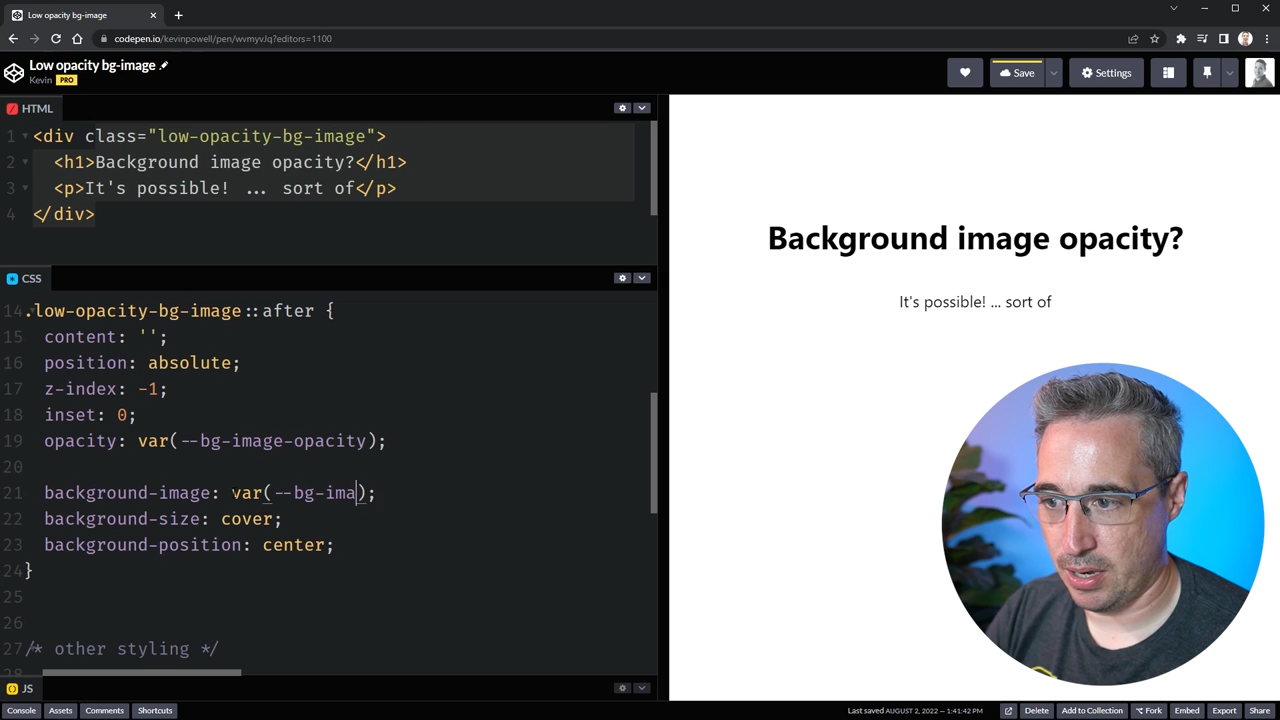 Low opacity bg-image
codepen.io/kevinpowell/pen/wvmyvJq?editors=1100
Low opacity bg-image
Kevin PRO
Save
Settings
HTML
1 <div class="low-opacity-bg-image">
2 <h1>Background image opacity?</h1>
3 <p>It's possible! ... sort of</p>
4 </div>
CSS
14 .low-opacity-bg-image::after {
15 content: '';
16 position: absolute;
17 z-index: -1;
18 inset: 0;
19 opacity: var(--bg-image-opacity);
20
21 background-image: var(--bg-ima);
22 background-size: cover;
23 background-position: center;
24 }
25
26
27 /* other styling */
28
JS
Background image opacity?
It's possible! ... sort of
Console Assets Comments Shortcuts
Last saved AUGUST 2, 2022 — 1:41:42 PM
Delete Add to Collection Fork Embed Export Share